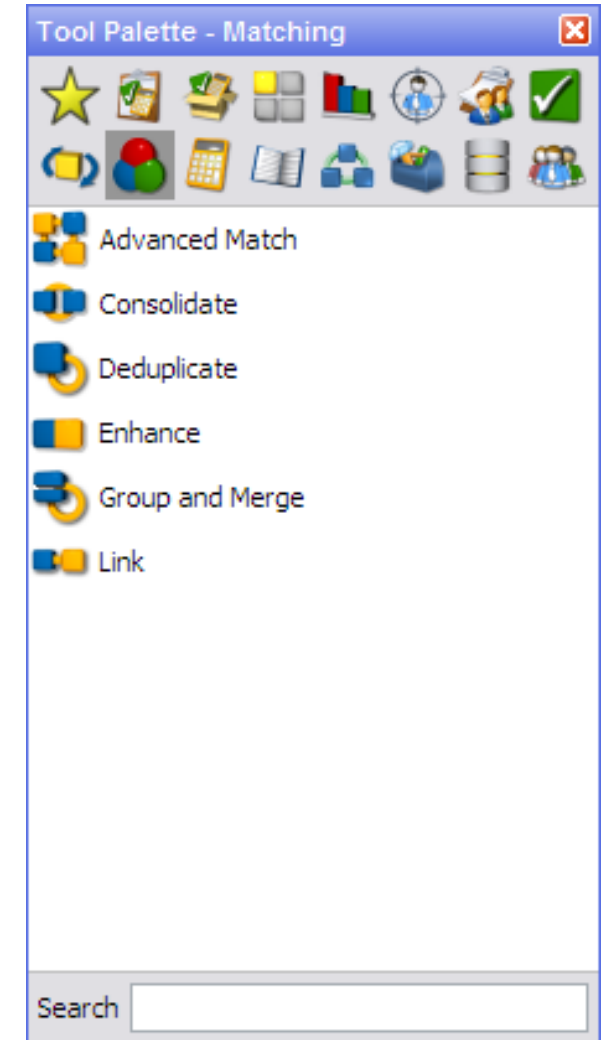 Tool Palette - Matching
Advanced Match
Consolidate
Deduplicate
Enhance
Group and Merge
Link
Search